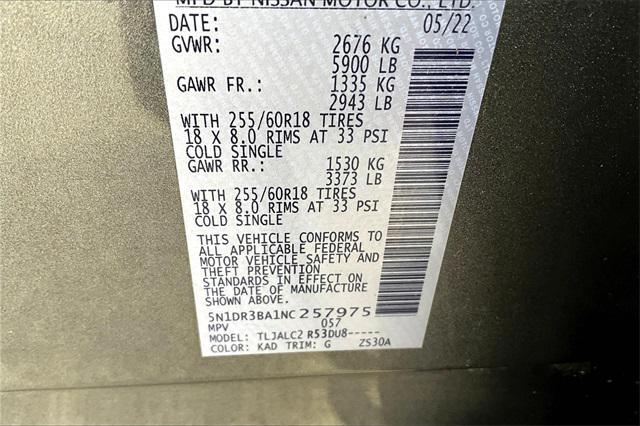 MFD BY NISSAN MOTOR CO., LTD.
DATE: 05/22
GVWR: 2676 KG
5900 LB
GAWR FR.: 1335 KG
2943 LB
WITH 255/60R18 TIRES
18 X 8.0 RIMS AT 33 PSI
COLD SINGLE
GAWR RR.: 1530 KG
3373 LB
WITH 255/60R18 TIRES
18 X 8.0 RIMS AT 33 PSI
COLD SINGLE
THIS VEHICLE CONFORMS TO
ALL APPLICABLE FEDERAL
MOTOR VEHICLE SAFETY AND
THEFT PREVENTION
STANDARDS IN EFFECT ON
THE DATE OF MANUFACTURE
SHOWN ABOVE.
5N1DR3BA1NC257975
MPV 057
MODEL: TLJALC2 R53DU8-----
COLOR: KAD TRIM: G ZS30A